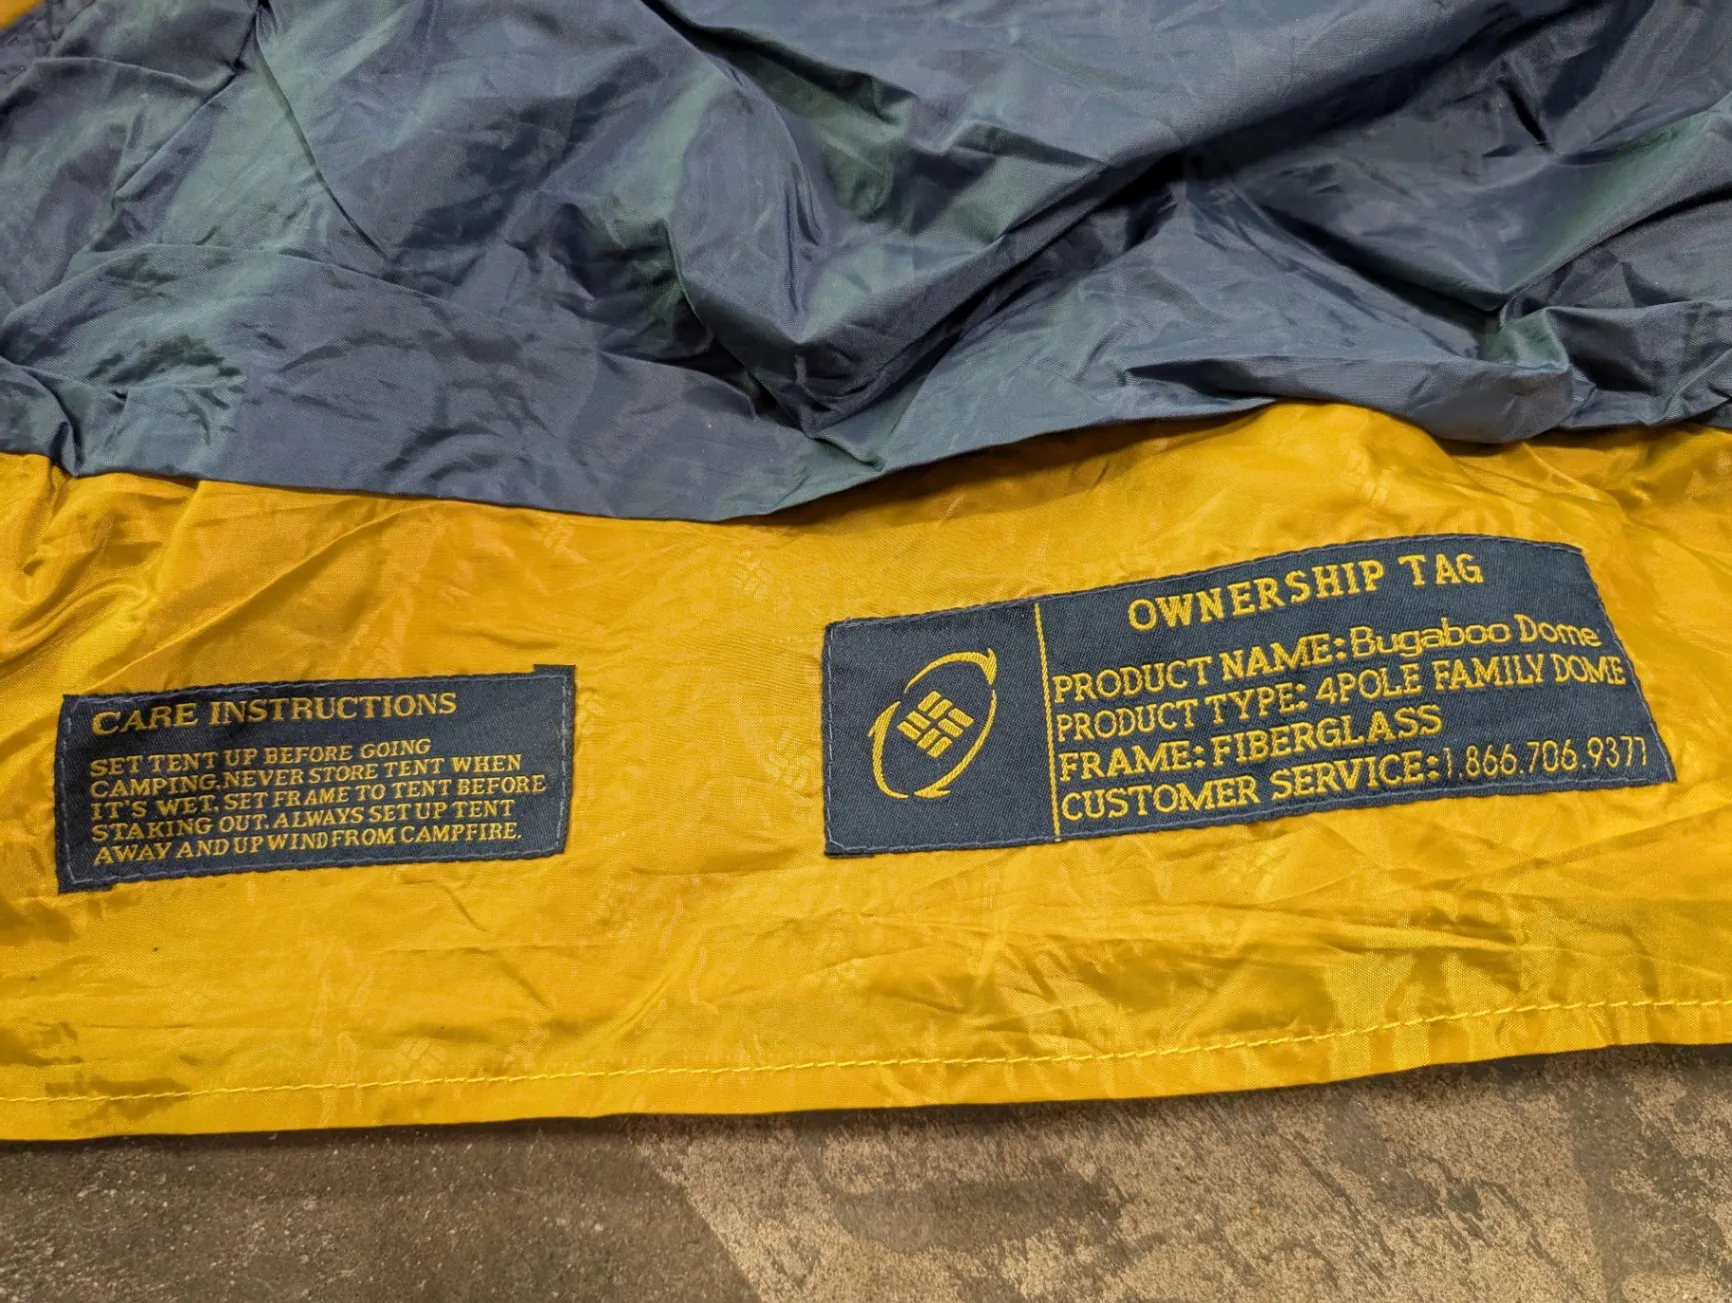 CARE INSTRUCTIONS
SET TENT UP BEFORE GOING
CAMPING.NEVER STORE TENT WHEN
IT'S WET. SET FRAME TO TENT BEFORE
STAKING OUT. ALWAYS SET UP TENT
AWAY AND UPWIND FROM CAMPFIRE.
OWNERSHIP TAG
PRODUCT NAME: Bugaboo Dome
PRODUCT TYPE: 4POLE FAMILY DOME
FRAME: FIBERGLASS
CUSTOMER SERVICE: 1.866.706.9377